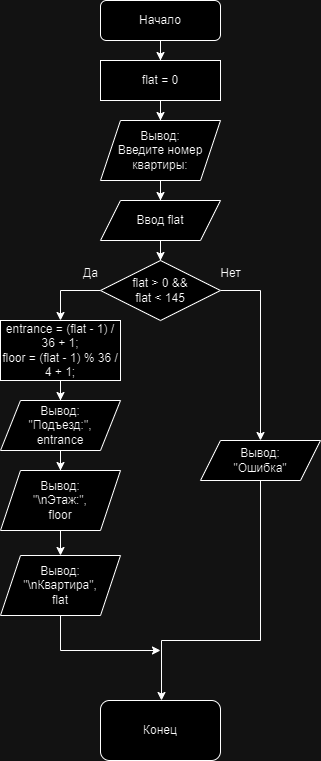 Начало
flat = 0
Вывод:
Введите номер
квартиры:
Ввод flat
Да
Нет
flat > 0 &&
flat < 145
entrance = (flat - 1) /
36 + 1;
floor = (flat - 1) % 36 /
4 + 1;
Вывод:
"Подъезд:",
entrance
Вывод:
"Ошибка"
Вывод:
"\nЭтаж:",
floor
Вывод:
"\nКвартира",
flat
Конец